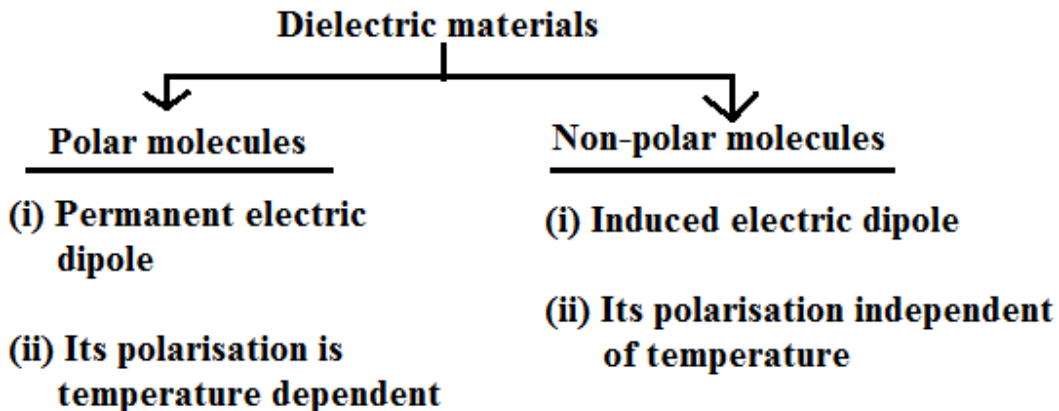 Dielectric materials
Polar molecules
(i) Permanent electric
dipole
(ii) Its polarisation is
temperature dependent
Non-polar molecules
(i) Induced electric dipole
(ii) Its polarisation independent
of temperature